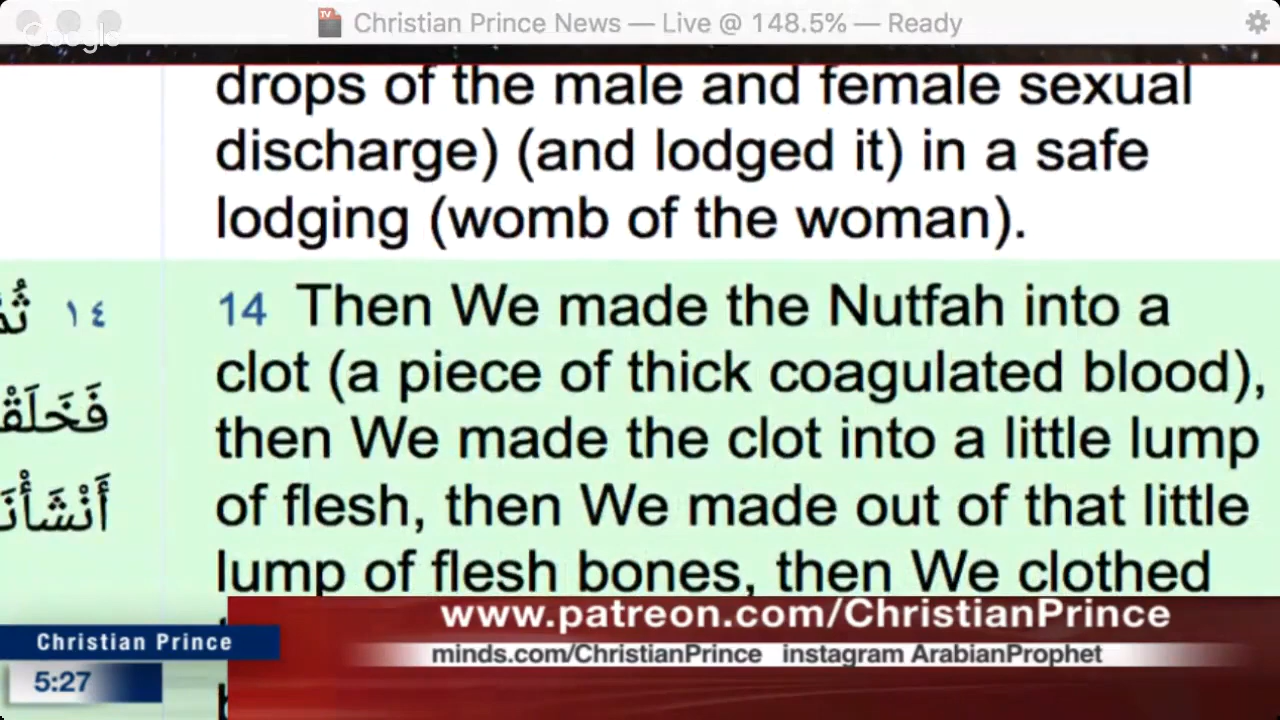 Christian Prince News — Live @ 148.5% — Ready
Google
drops of the male and female sexual
discharge) (and lodged it) in a safe
lodging (womb of the woman).
١٤
14 Then We made the Nutfah into a
clot (a piece of thick coagulated blood),
then We made the clot into a little lump
of flesh, then We made out of that little
lump of flesh bones, then We clothed
www.patreon.com/ChristianPrince
Christian Prince
minds.com/ChristianPrince instagram ArabianProphet
5:27